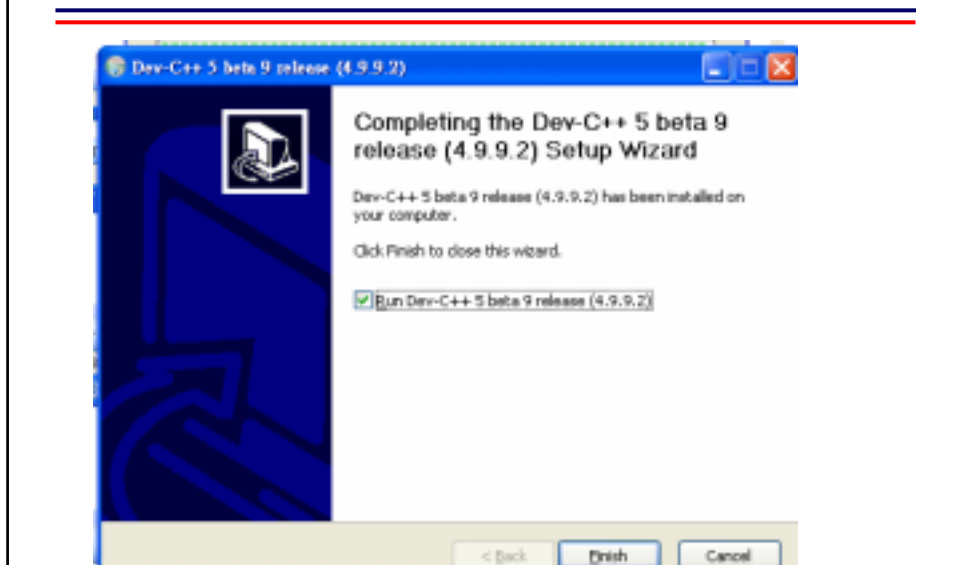 Dev-C++ 5 beta 9 release (4.9.9.2)
Completing the Dev-C++ 5 beta 9
release (4.9.9.2) Setup Wizard
Dev-C++ 5 beta 9 release (4.9.9.2) has been installed on
your computer.
Click Finish to close this wizard.
Run Dev-C++ 5 beta 9 release (4.9.9.2)
< Back Finish Cancel